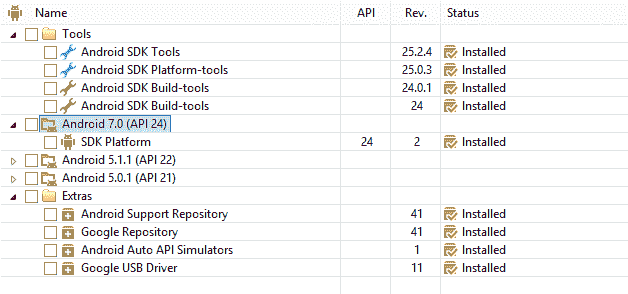 Name API Rev. Status
Tools
Android SDK Tools 25.2.4 Installed
Android SDK Platform-tools 25.0.3 Installed
Android SDK Build-tools 24.0.1 Installed
Android SDK Build-tools 24 Installed
Android 7.0 (API 24)
SDK Platform 24 2 Installed
Android 5.1.1 (API 22)
Android 5.0.1 (API 21)
Extras
Android Support Repository 41 Installed
Google Repository 41 Installed
Android Auto API Simulators 1 Installed
Google USB Driver 11 Installed